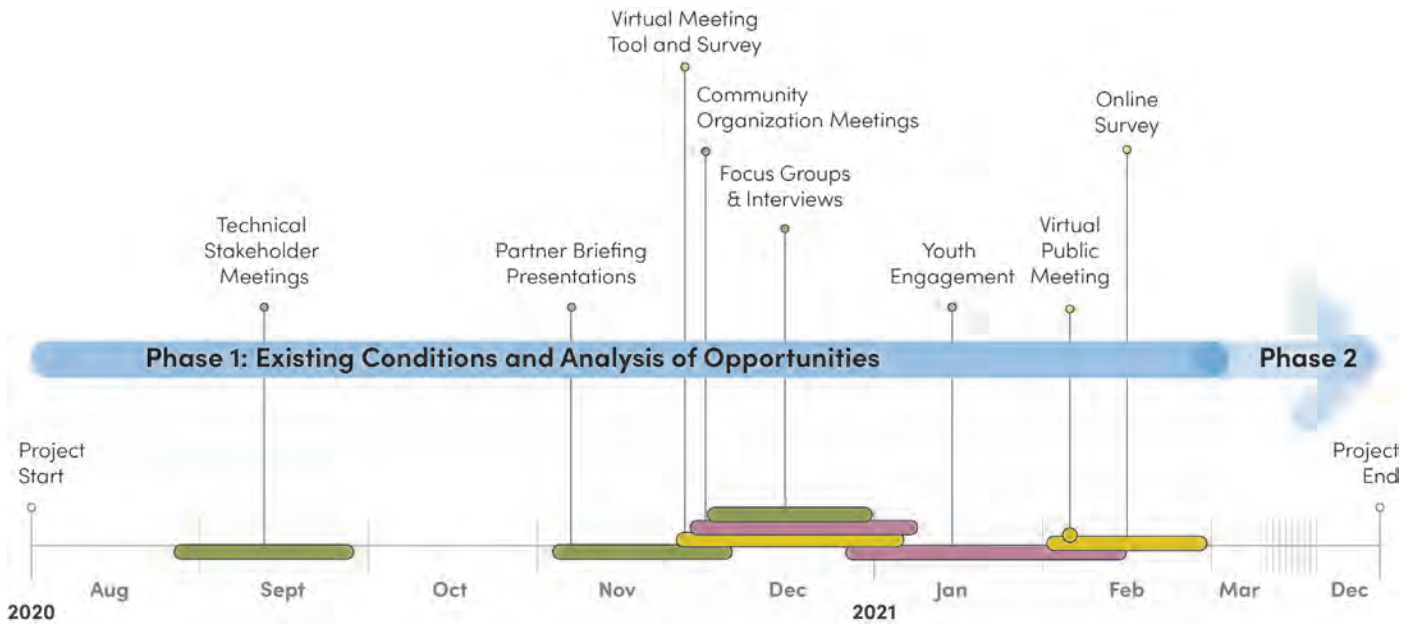 Virtual Meeting
Tool and Survey
Community
Organization Meetings
Online
Survey
Focus Groups
& Interviews
Technical
Stakeholder
Meetings
Partner Briefing
Presentations
Youth
Engagement
Virtual
Public
Meeting
Phase 1: Existing Conditions and Analysis of Opportunities
Phase 2
Project
Start
Project
End
Aug
Sept
Oct
Nov
Dec
Jan
Feb
Mar
Dec
2020
2021